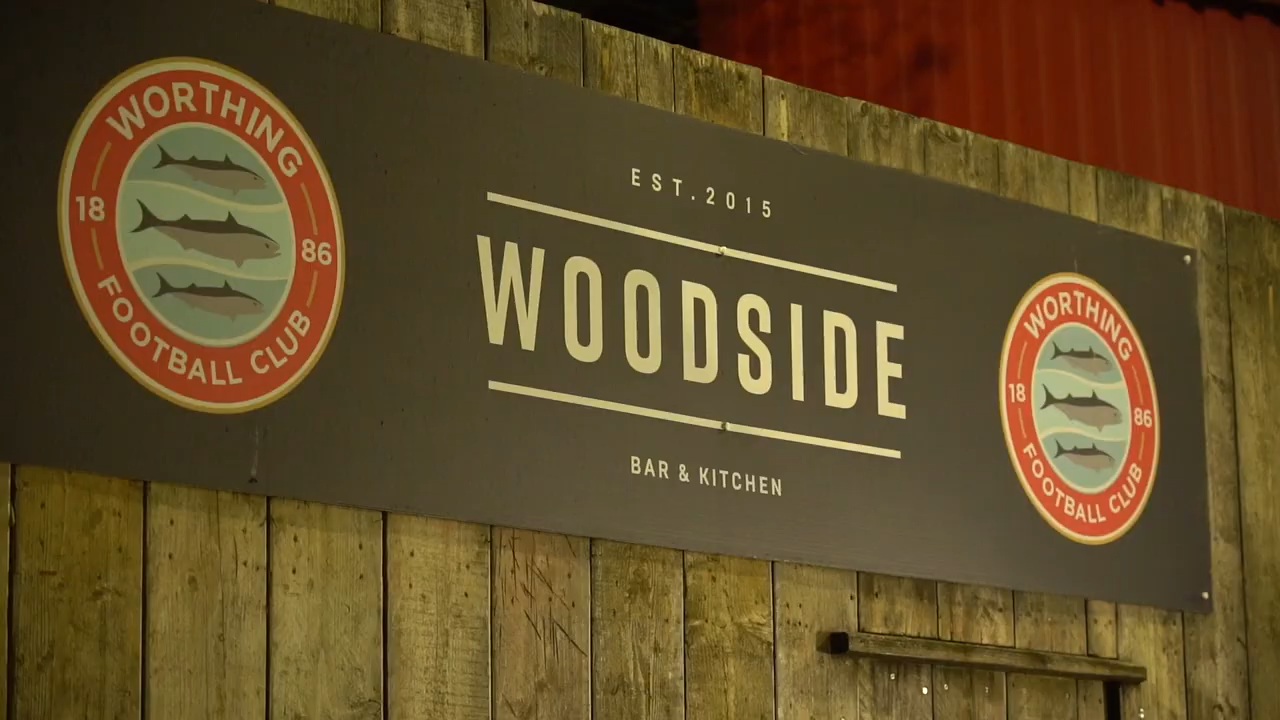 WORTHING
18 86
FOOTBALL CLUB
EST.2015
WOODSIDE
BAR & KITCHEN
WORTHING
18 86
FOOTBALL CLUB